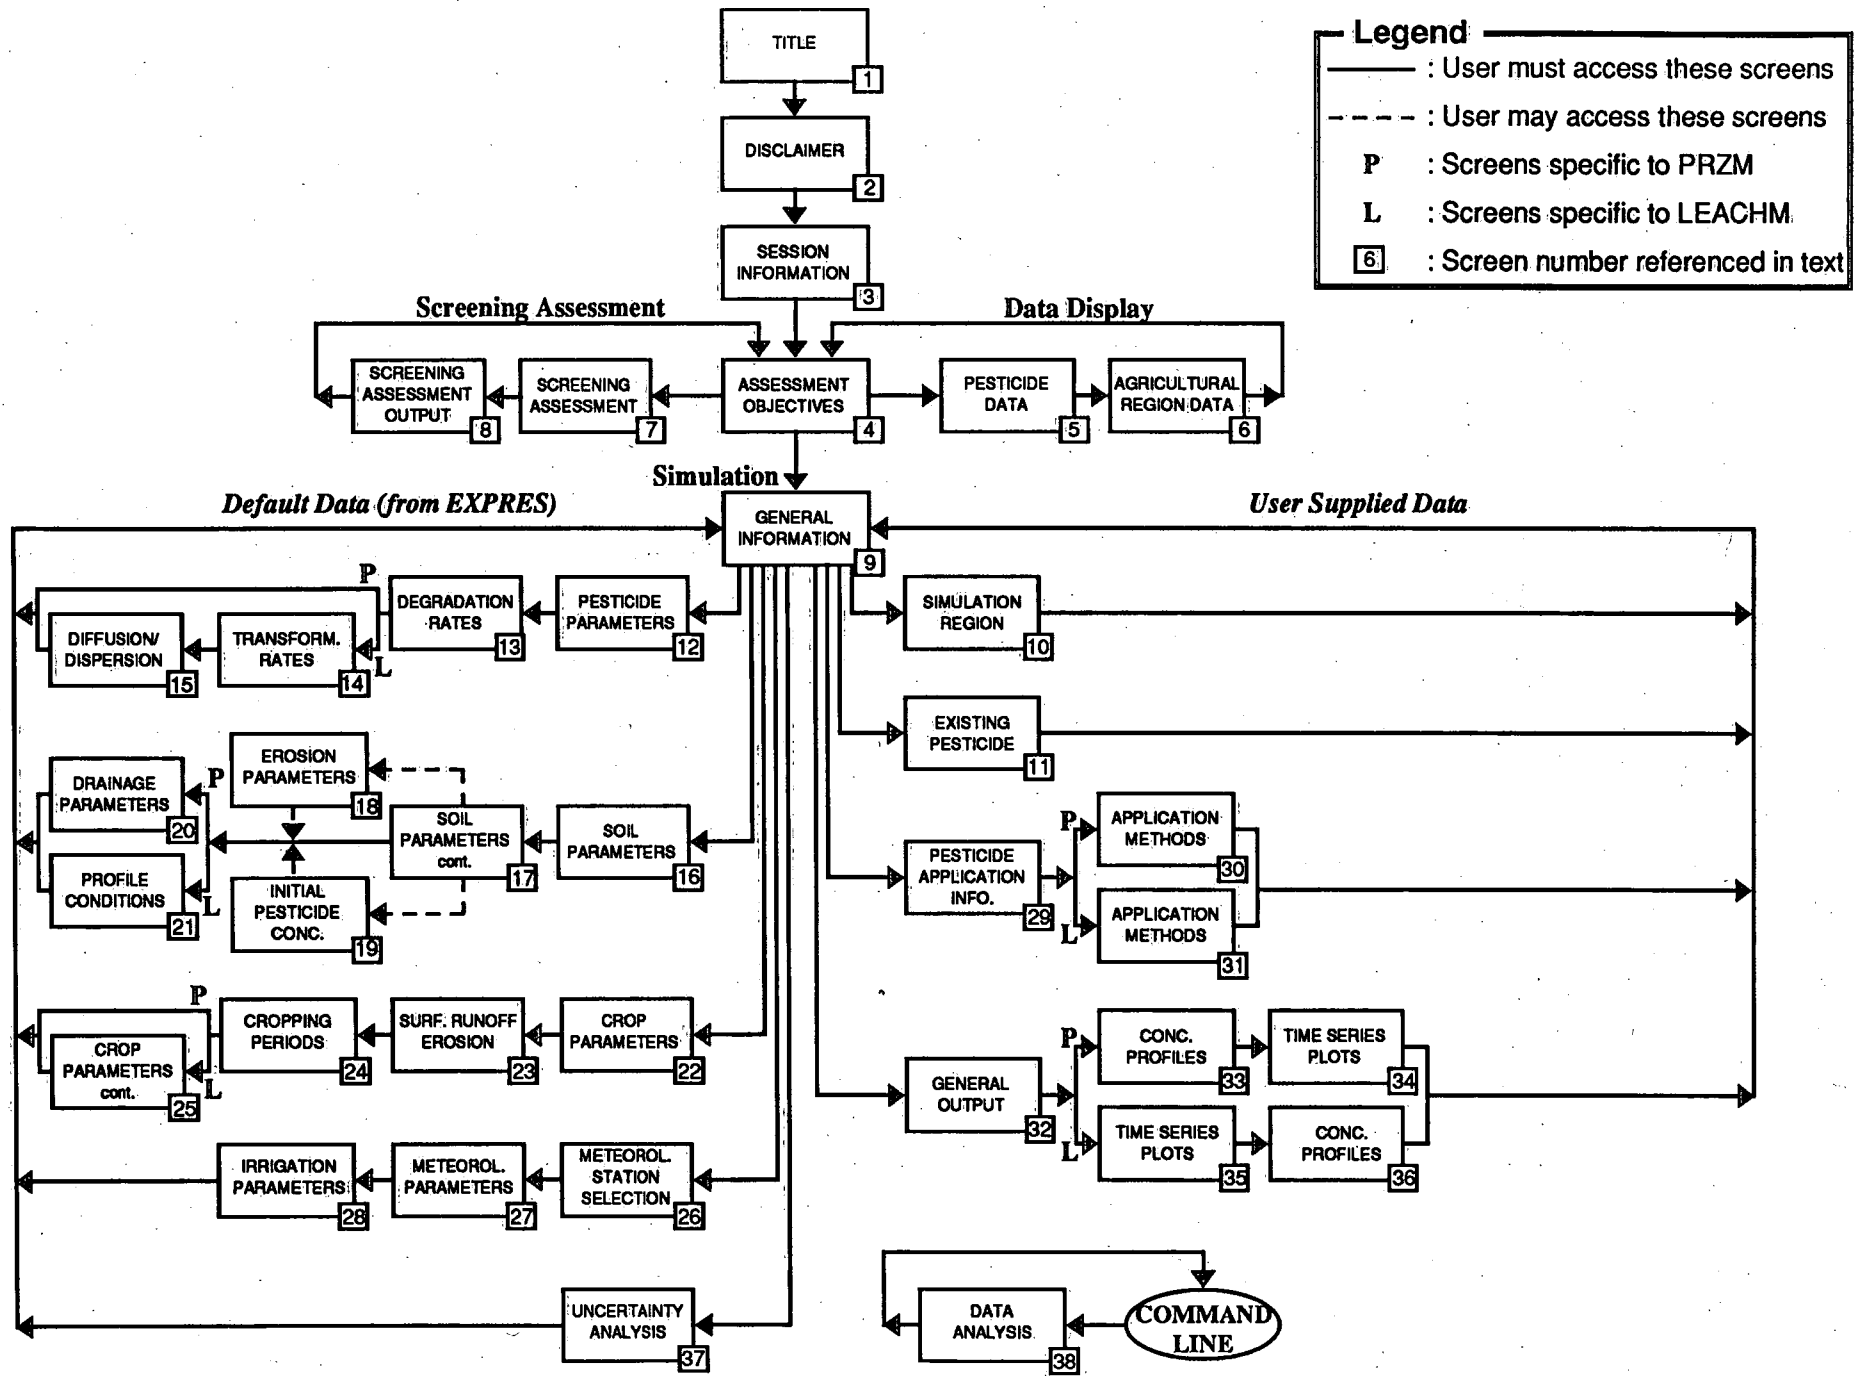 TITLE
1
DISCLAIMER
2
SESSION
INFORMATION
3
Legend
: User must access these screens
: User may access these screens
P : Screens specific to PRZM
L : Screens specific to LEACHM
6 : Screen number referenced in text
Screening Assessment
Data Display
SCREENING
ASSESSMENT
OUTPUT
8
SCREENING
ASSESSMENT
7
ASSESSMENT
OBJECTIVES
4
PESTICIDE
DATA
5
AGRICULTURAL
REGION DATA
6
Simulation
Default Data (from EXPRES)
User Supplied Data
GENERAL
INFORMATION
9
P
DIFFUSION/
DISPERSION
15
TRANSFORM.
RATES
14
L
DEGRADATION
RATES
13
PESTICIDE
PARAMETERS
12
SIMULATION
REGION
10
EXISTING
PESTICIDE
11
DRAINAGE
PARAMETERS
20
P
EROSION
PARAMETERS
18
PROFILE
CONDITIONS
21
L
INITIAL
PESTICIDE
CONC.
19
SOIL
PARAMETERS
cont.
17
SOIL
PARAMETERS
16
PESTICIDE
APPLICATION
INFO.
29
P
APPLICATION
METHODS
30
L
APPLICATION
METHODS
31
P
CROP
PARAMETERS
cont.
25
L
CROPPING
PERIODS
24
SURF. RUNOFF
EROSION
23
CROP
PARAMETERS
22
GENERAL
OUTPUT
32
P
CONC.
PROFILES
33
TIME SERIES
PLOTS
34
L
TIME SERIES
PLOTS
35
CONC.
PROFILES
36
IRRIGATION
PARAMETERS
28
METEOROL.
PARAMETERS
27
METEOROL.
STATION
SELECTION
26
UNCERTAINTY
ANALYSIS
37
DATA
ANALYSIS
38
COMMAND
LINE